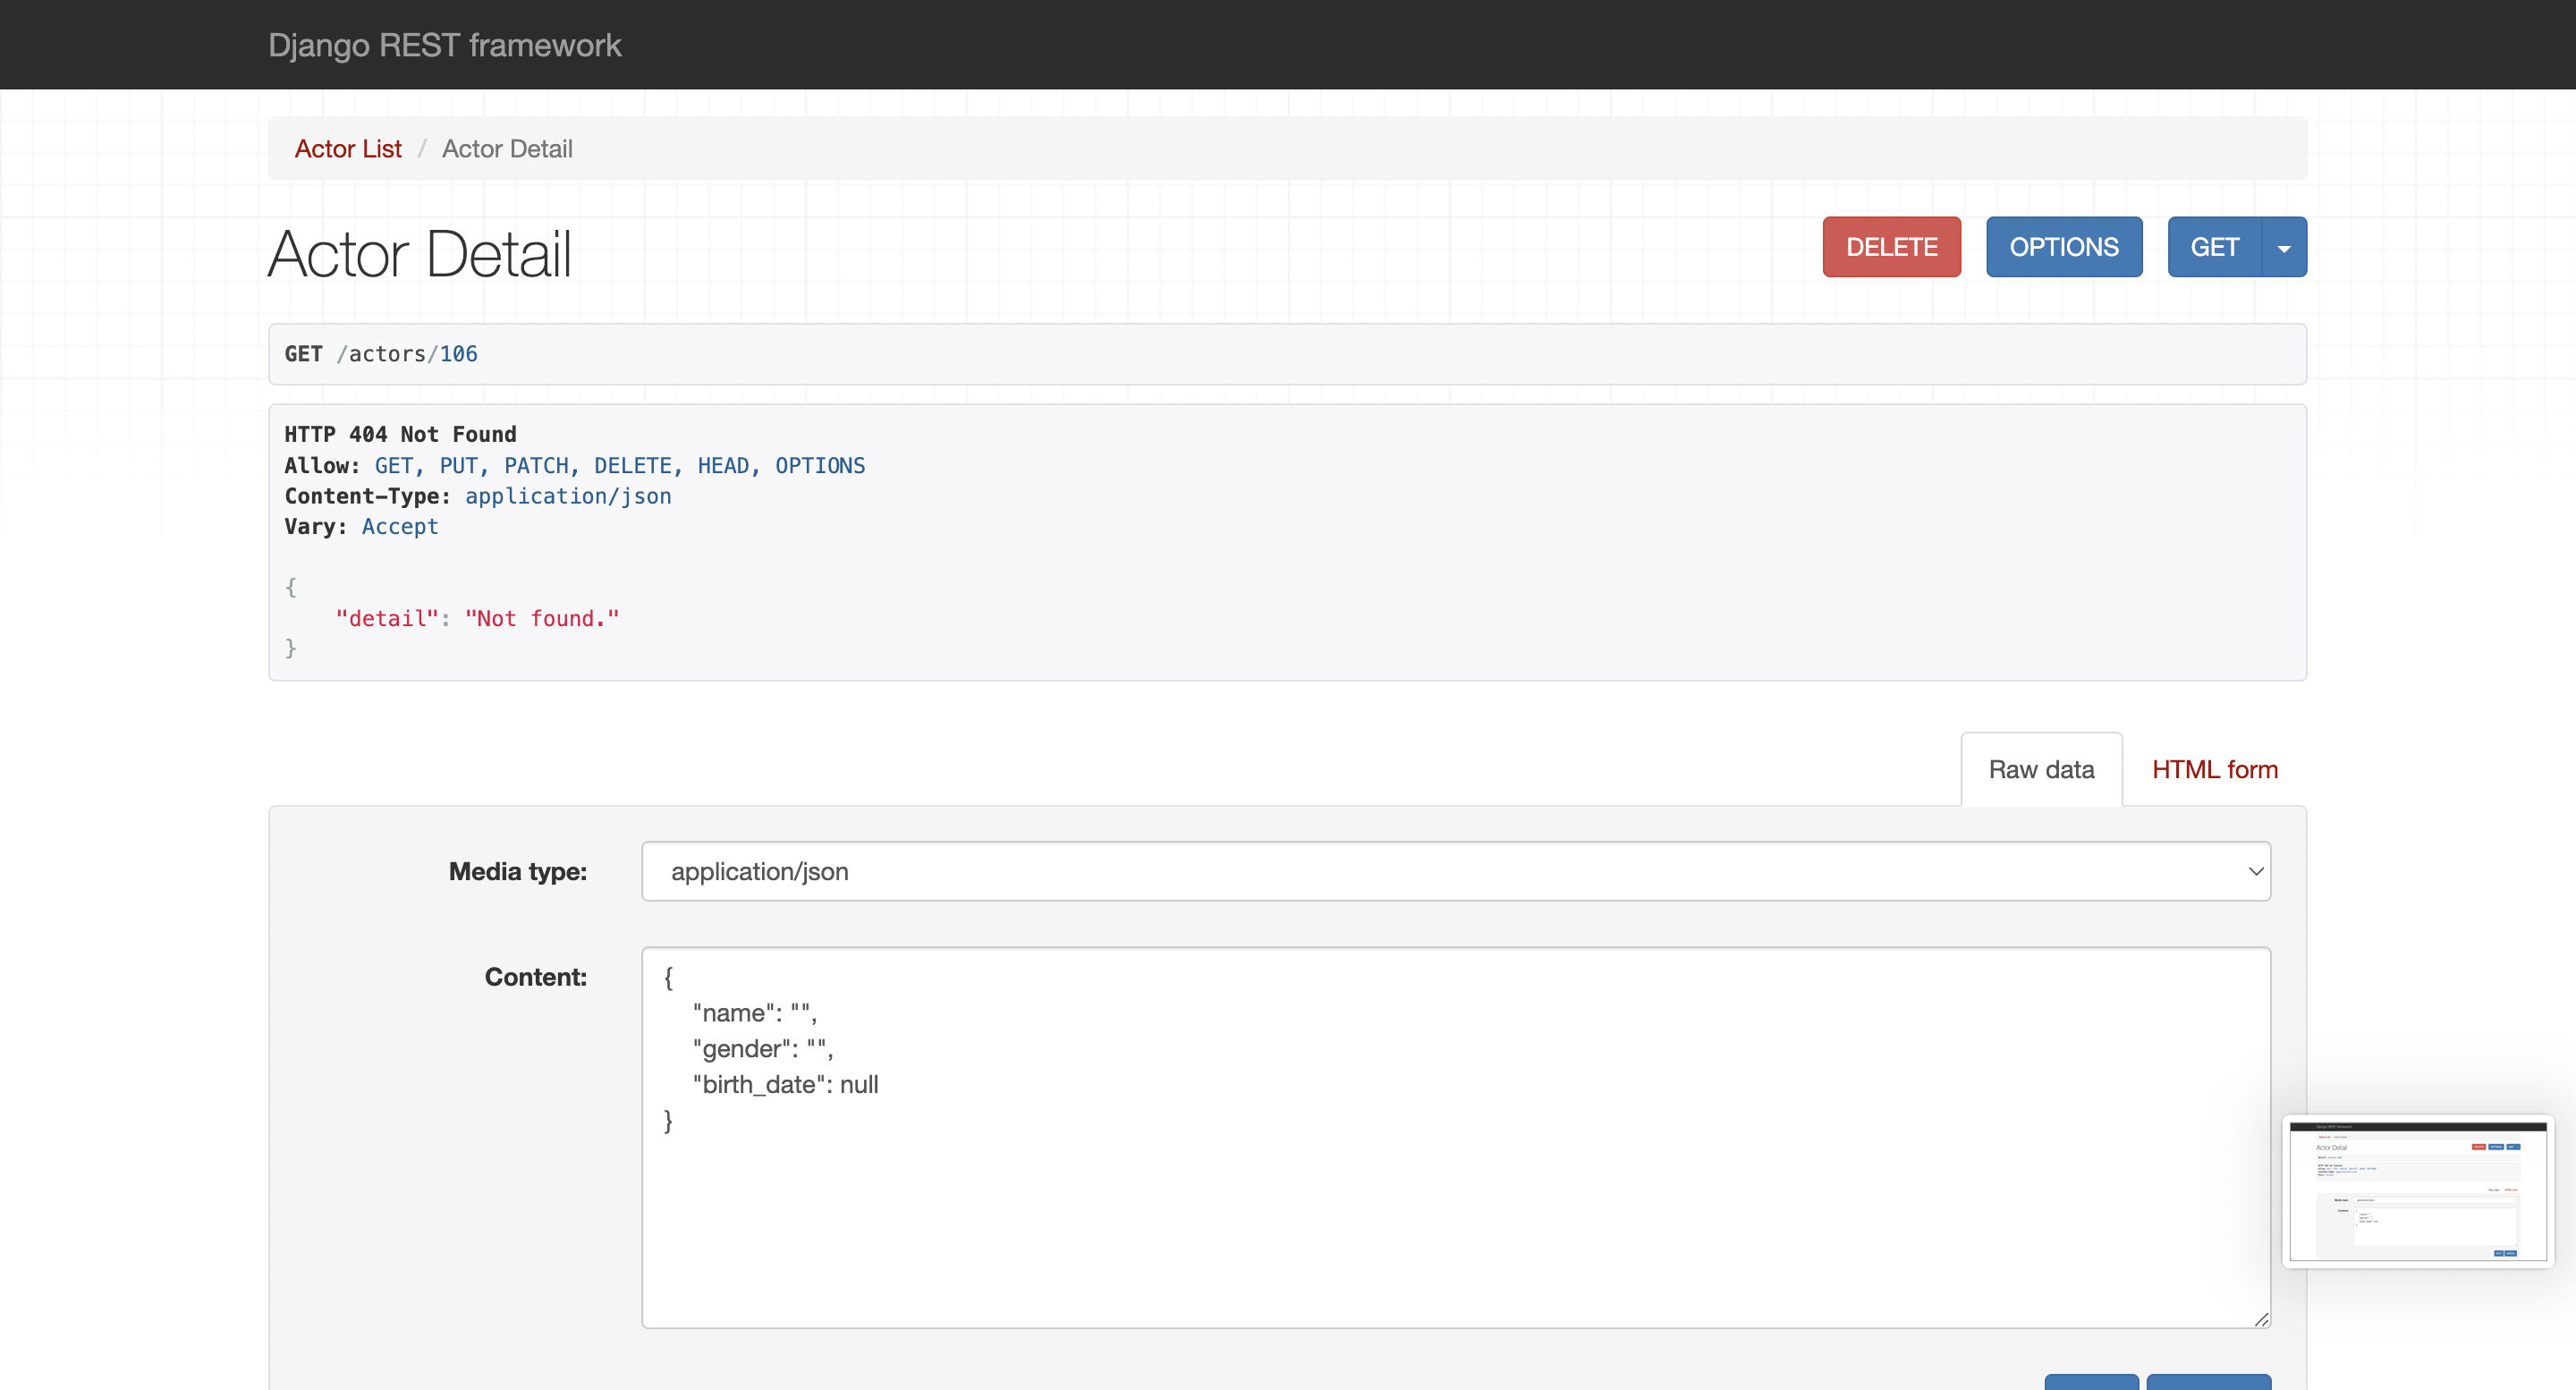 Django REST framework
Actor List / Actor Detail
Actor Detail
DELETE
OPTIONS
GET
GET /actors/106
HTTP 404 Not Found
Allow: GET, PUT, PATCH, DELETE, HEAD, OPTIONS
Content-Type: application/json
Vary: Accept
{
"detail": "Not found."
}
Raw data
HTML form
Media type:
application/json
Content:
{
"name": "",
"gender": "",
"birth_date": null
}